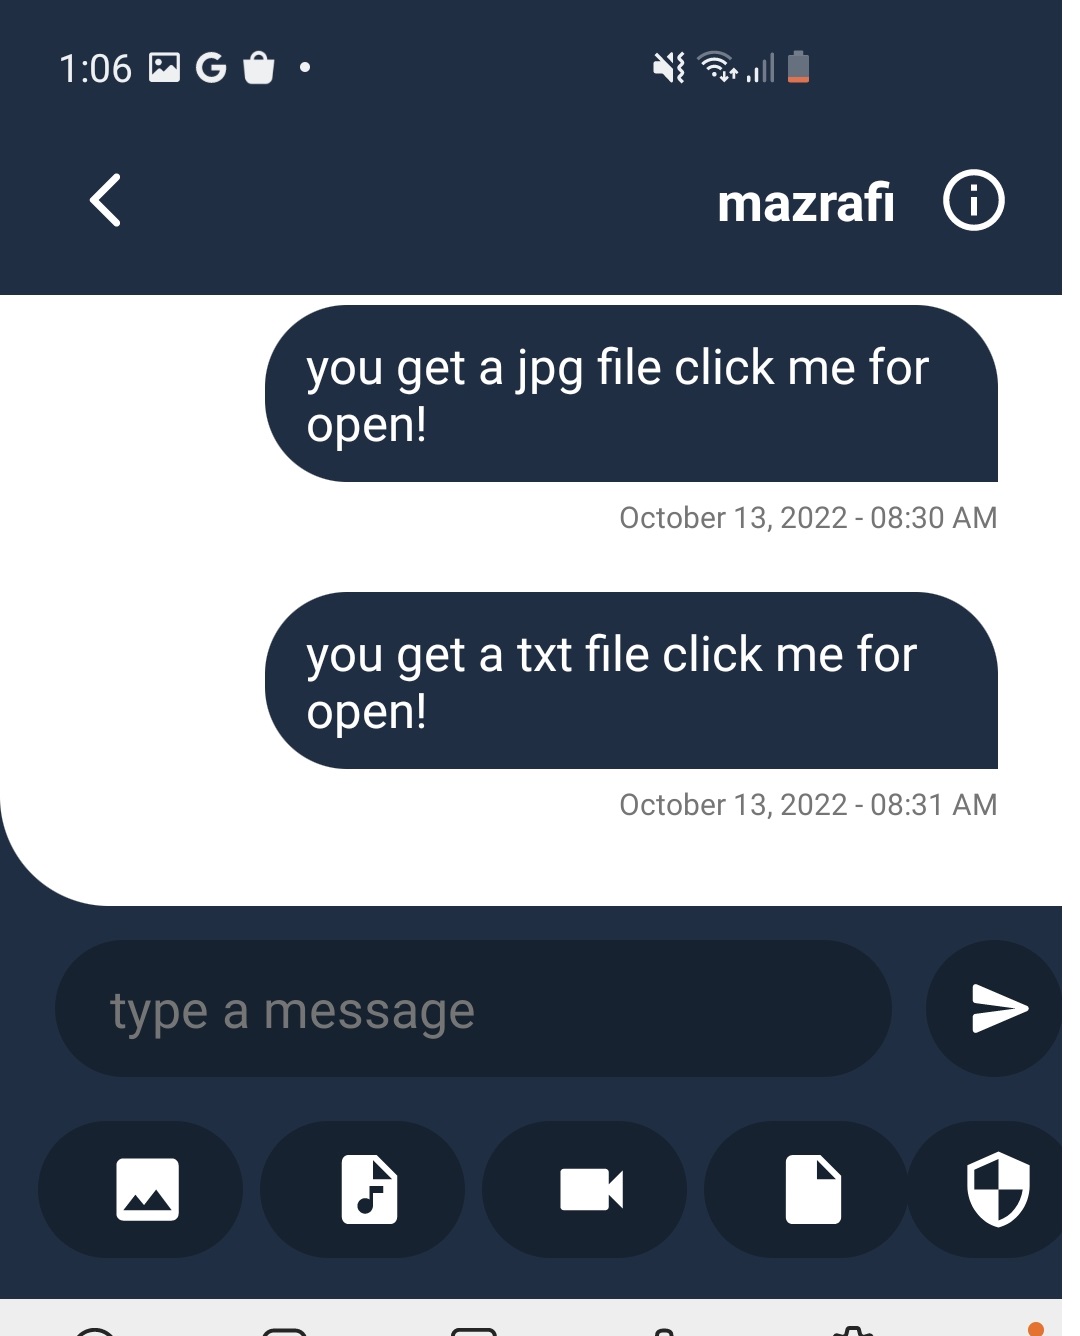 1:06
mazrafi
you get a jpg file click me for
open!
October 13, 2022 - 08:30 AM
you get a txt file click me for
open!
October 13, 2022 - 08:31 AM
type a message